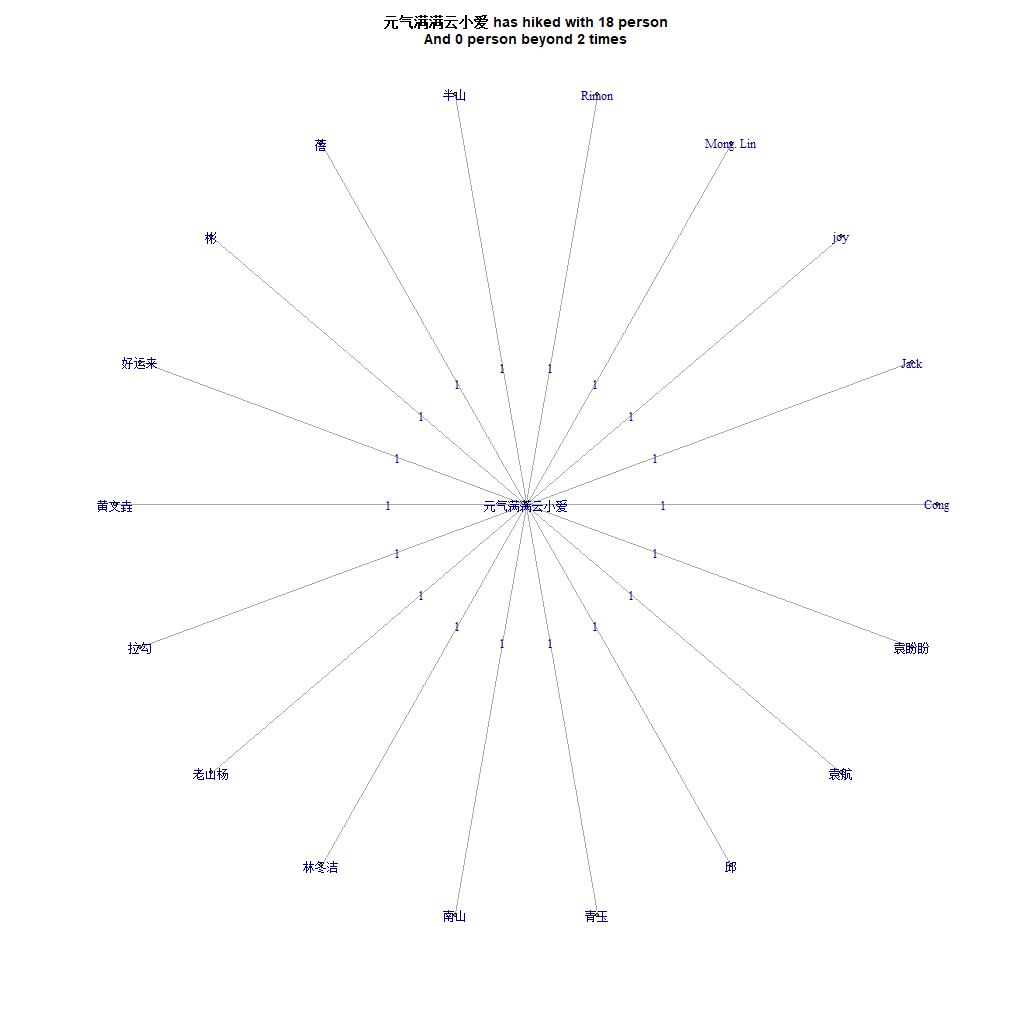 元气满满云小爱 has hiked with 18 person
And 0 person beyond 2 times
半山
Rimon
蓿
Mong. Lin
彬
joy
好运来
Jack
1
1
1
1
1
1
1
1
黄文垚
1
元气满满云小爱
1
Cong
1
1
1
1
1
1
1
1
拉勾
袁盼盼
老山杨
袁航
林冬洁
邱
南山
青玉